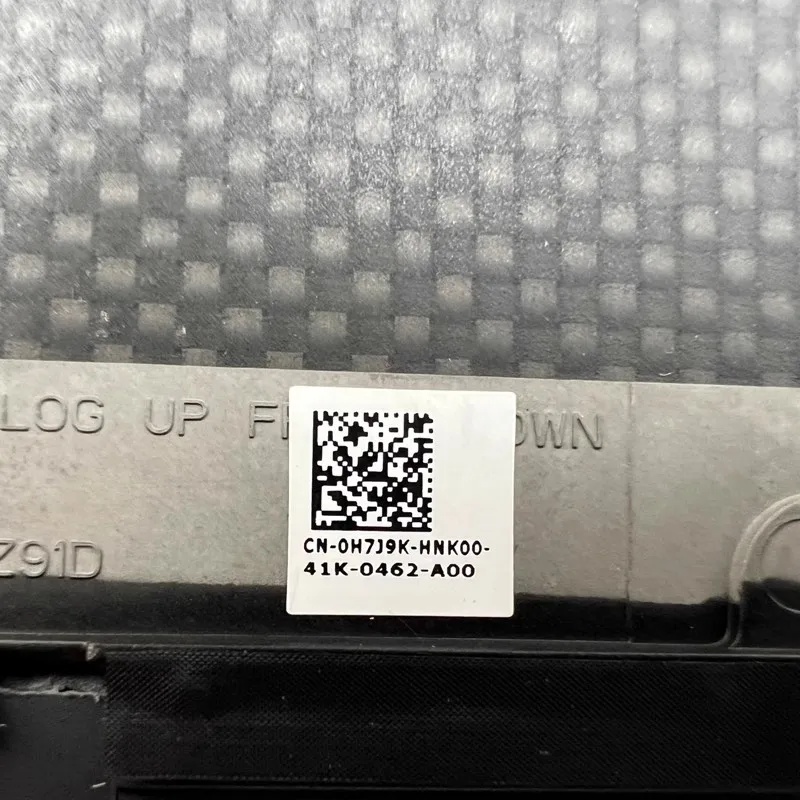 LOG UP F OWN
Z91D
CN-0H7J9K-HNK00-
41K-0462-A00